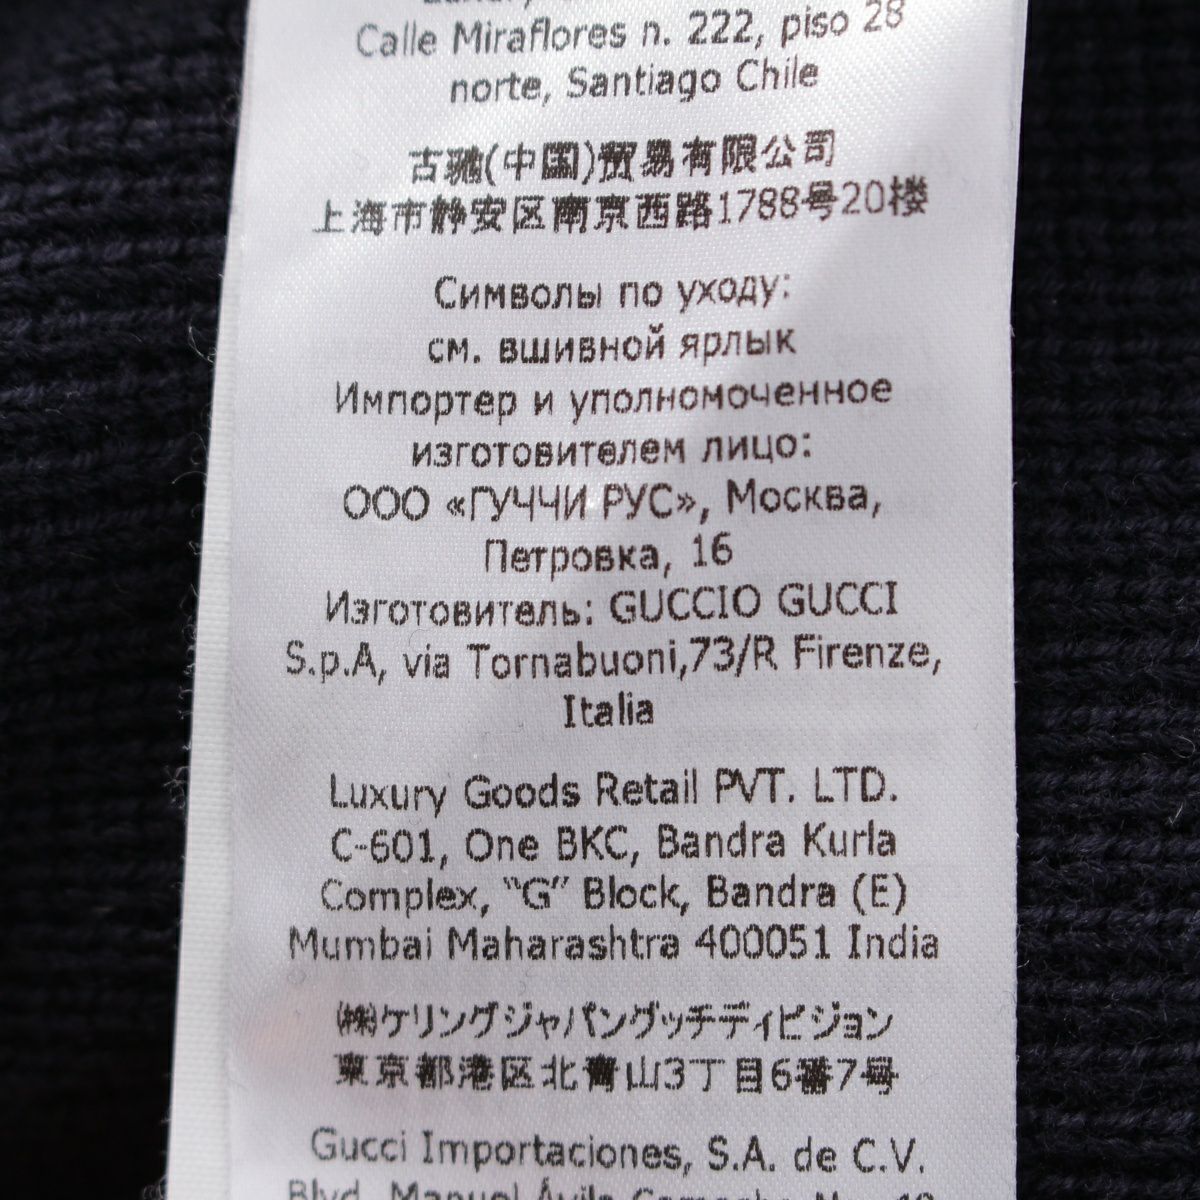 Calle Miraflores n. 222, piso 28
norte, Santiago Chile
古驰(中国)贸易有限公司
上海市静安区南京西路1788号20楼
Символы по уходу:
см. вшивной ярлык
Импортер и уполномоченное
изготовителем лицо:
ООО «ГУЧЧИ РУС», Москва,
Петровка, 16
Изготовитель: GUCCIO GUCCI
S.p.A, via Tornabuoni,73/R Firenze,
Italia
Luxury Goods Retail PVT. LTD.
C-601, One BKC, Bandra Kurla
Complex, "G" Block, Bandra (E)
Mumbai Maharashtra 400051 India
㈱ケリングジャパングッチディビジョン
東京都港区北青山3丁目6番7号
Gucci Importaciones, S.A. de C.V.
Blvd. Manuel Ávila Camacho